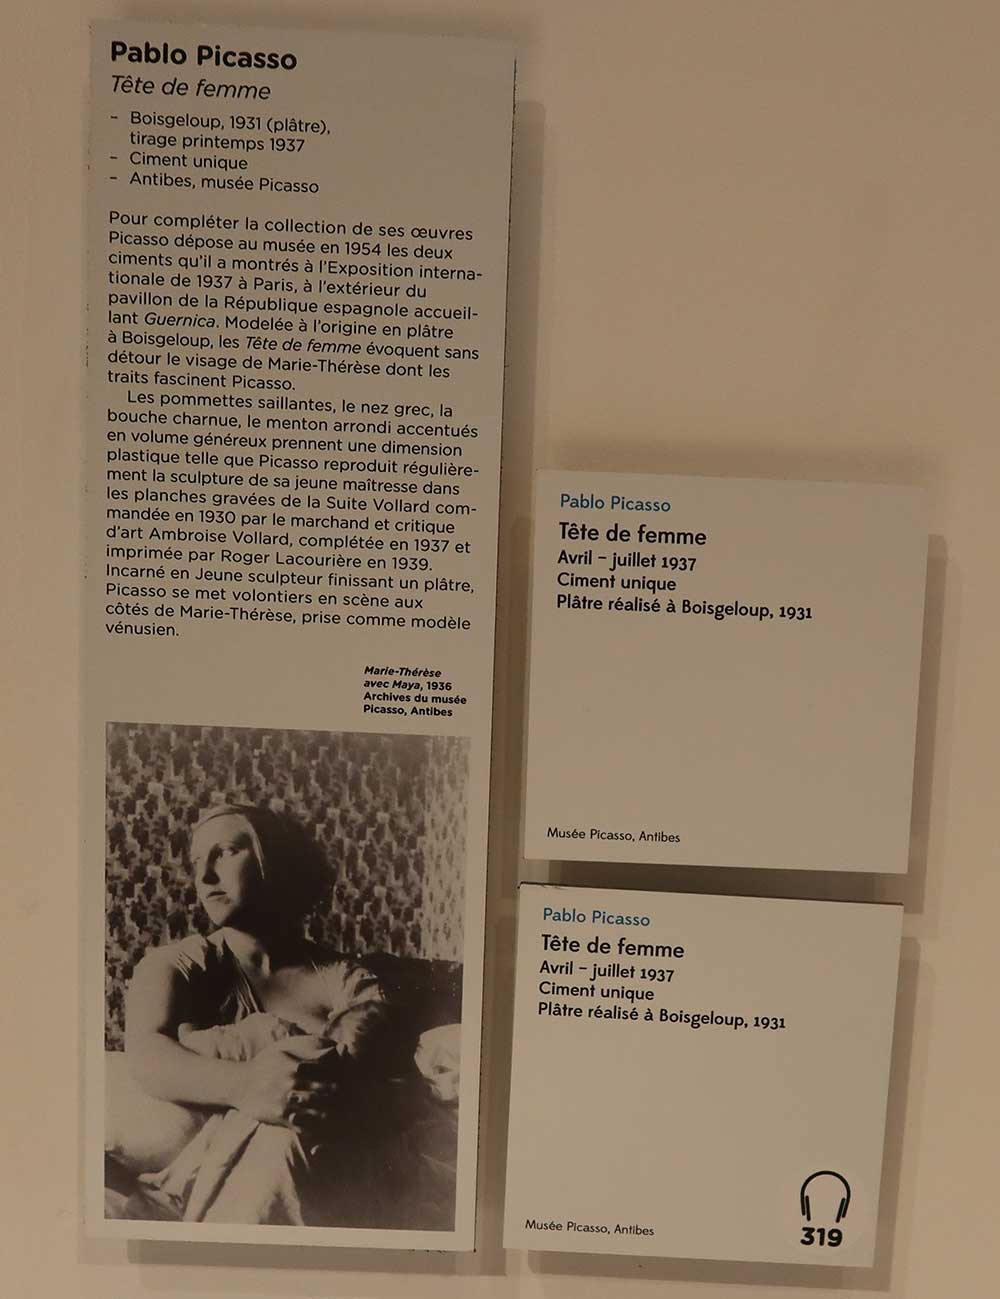 Pablo Picasso
Tête de femme
– Boisgeloup, 1931 (plâtre),
tirage printemps 1937
– Ciment unique
– Antibes, musée Picasso
Pour compléter la collection de ses œuvres
Picasso dépose au musée en 1954 les deux
ciments qu'il a montrés à l'Exposition interna-
tionale de 1937 à Paris, à l'extérieur du
pavillon de la République espagnole accueil-
lant Guernica. Modelée à l'origine en plâtre
à Boisgeloup, les Tête de femme évoquent sans
détour le visage de Marie-Thérèse dont les
traits fascinent Picasso.
Les pommettes saillantes, le nez grec, la
bouche charnue, le menton arrondi accentués
en volume généreux prennent une dimension
plastique telle que Picasso reproduit régulière-
ment la sculpture de sa jeune maîtresse dans
les planches gravées de la Suite Vollard com-
mandée en 1930 par le marchand et critique
d'art Ambroise Vollard, complétée en 1937 et
imprimée par Roger Lacourière en 1939.
Incarné en Jeune sculpteur finissant un plâtre,
Picasso se met volontiers en scène aux
côtés de Marie-Thérèse, prise comme modèle
vénusien.
Marie-Thérèse
avec Maya, 1936
Archives du musée
Picasso, Antibes
Pablo Picasso
Tête de femme
Avril – juillet 1937
Ciment unique
Plâtre réalisé à Boisgeloup, 1931
Musée Picasso, Antibes
Pablo Picasso
Tête de femme
Avril – juillet 1937
Ciment unique
Plâtre réalisé à Boisgeloup, 1931
Musée Picasso, Antibes
319